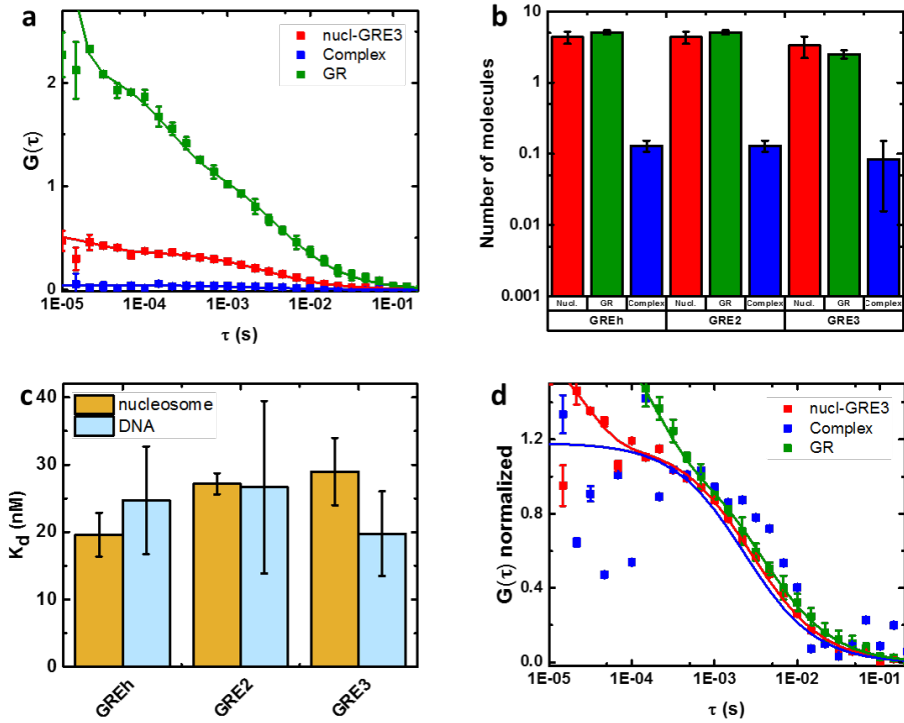 a
G(τ)
2
1
0
nucl-GRE3
Complex
GR
1E-05 1E-04 1E-03 1E-02 1E-01
τ (s)
b
Number of molecules
10
1
0.1
0.01
0.001
Nucl. GR Complex Nucl. GR Complex Nucl. GR Complex
GREh GRE2 GRE3
c
Kd (nM)
40
30
20
10
0
nucleosome
DNA
GREh GRE2 GRE3
d
G(τ) normalized
1.2
0.8
0.4
0.0
nucl-GRE3
Complex
GR
1E-05 1E-04 1E-03 1E-02 1E-01
τ (s)